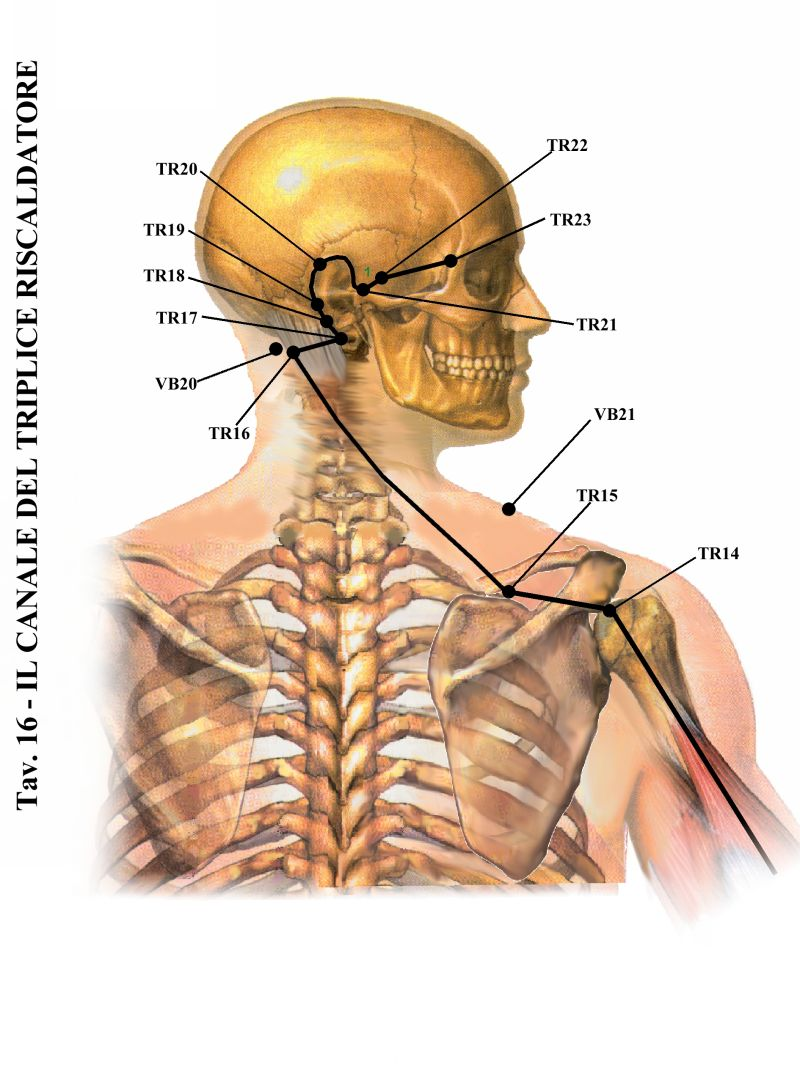 Tav. 16 - IL CANALE DEL TRIPLICE RISCALDATORE
TR22
TR20
TR23
TR19
TR18
1
TR17
TR21
VB20
VB21
TR16
TR15
TR14